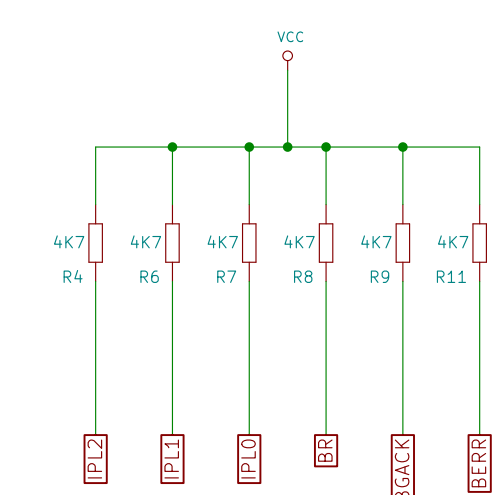 VCC
4K7 4K7 4K7 4K7 4K7 4K7
R4 R6 R7 R8 R9 R11
IPL2 IPL1 IPL0 BR BGACK BERR